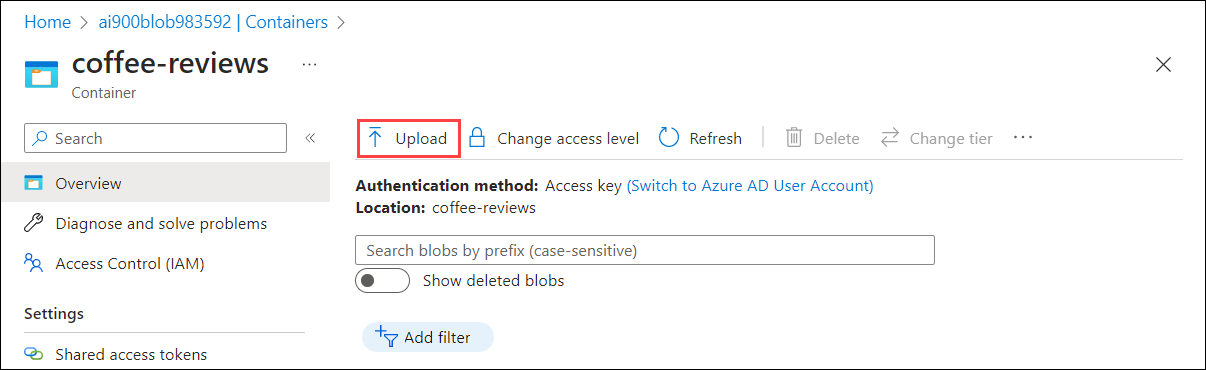 Home > ai900blob983592 | Containers >
coffee-reviews ...
Container
Search «
Upload Change access level Refresh Delete Change tier ...
Overview
Diagnose and solve problems
Access Control (IAM)
Settings
Shared access tokens
Authentication method: Access key (Switch to Azure AD User Account)
Location: coffee-reviews
Search blobs by prefix (case-sensitive)
Show deleted blobs
Add filter